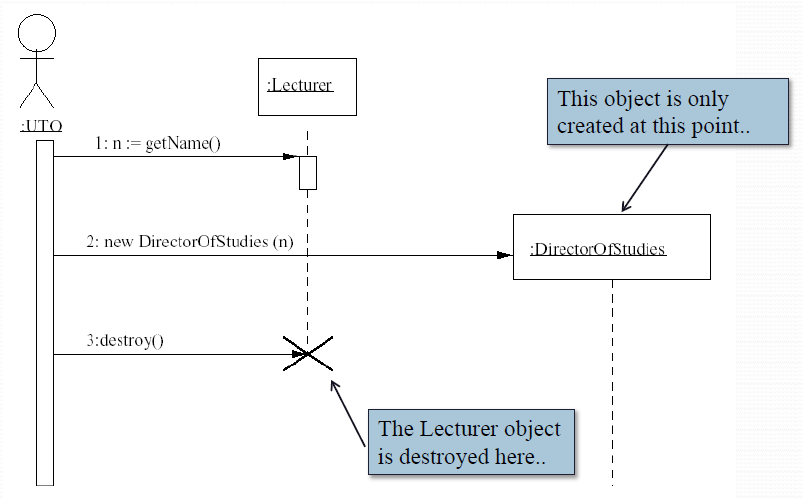 :Lecturer
This object is only
created at this point..
:UTO
1: n := getName()
2: new DirectorOfStudies (n)
:DirectorOfStudies
3:destroy()
The Lecturer object
is destroyed here..